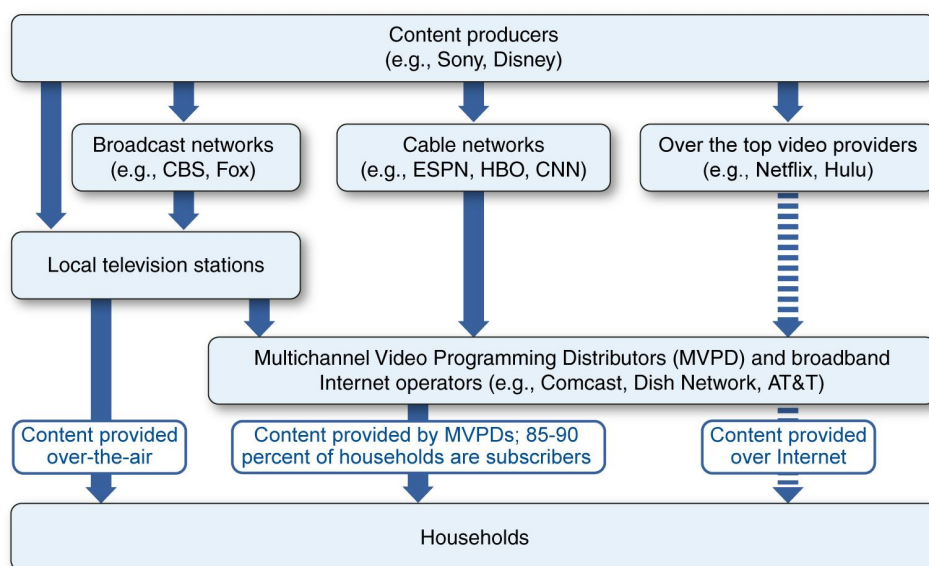 Content producers
(e.g., Sony, Disney)
Broadcast networks
(e.g., CBS, Fox)
Cable networks
(e.g., ESPN, HBO, CNN)
Over the top video providers
(e.g., Netflix, Hulu)
Local television stations
Multichannel Video Programming Distributors (MVPD) and broadband
Internet operators (e.g., Comcast, Dish Network, AT&T)
Content provided
over-the-air
Content provided by MVPDs; 85-90
percent of households are subscribers
Content provided
over Internet
Households